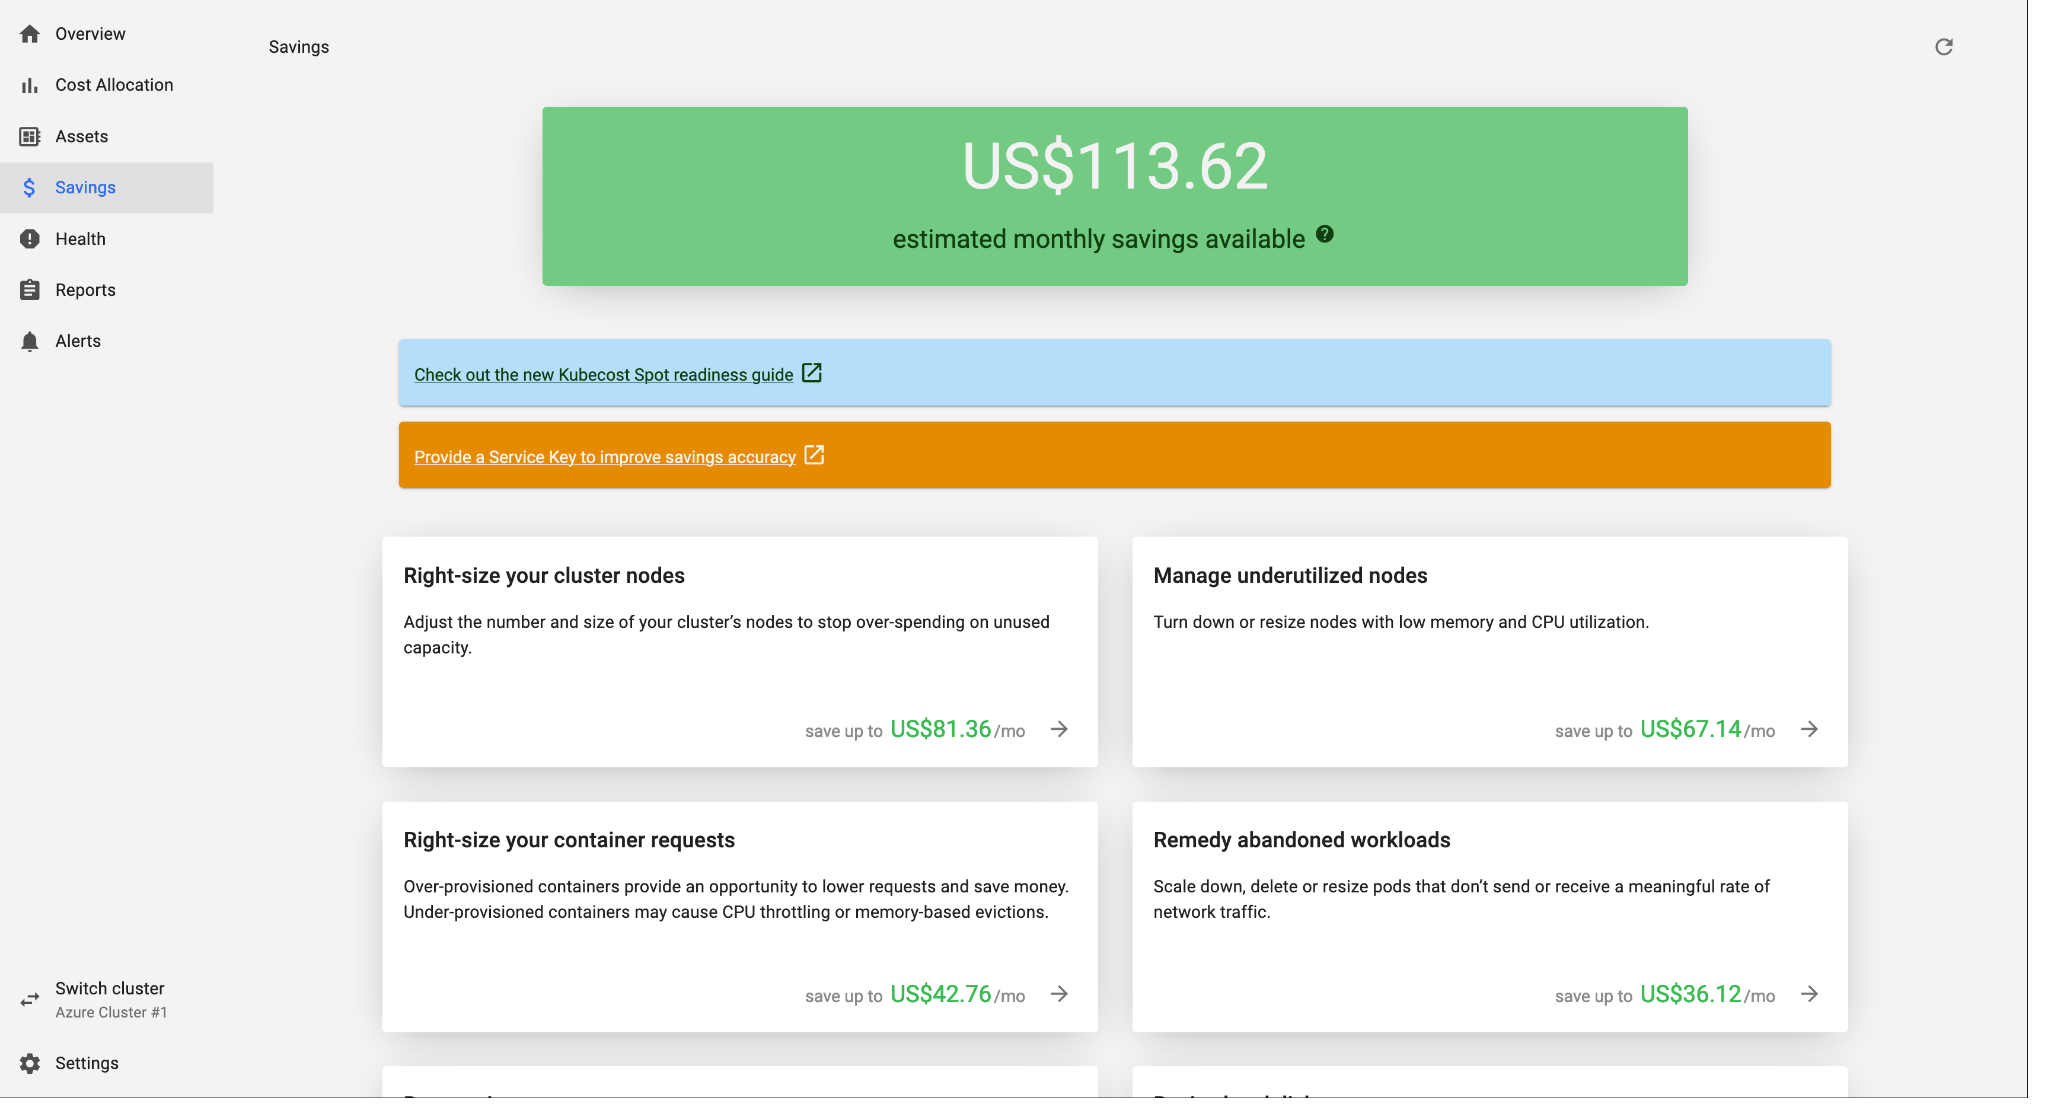 Overview
Cost Allocation
Assets
Savings
Health
Reports
Alerts
Switch cluster
Azure Cluster #1
Settings
Savings
US$113.62
estimated monthly savings available
Check out the new Kubecost Spot readiness guide
Provide a Service Key to improve savings accuracy
Right-size your cluster nodes
Adjust the number and size of your cluster’s nodes to stop over-spending on unused
capacity.
save up to US$81.36/mo
Manage underutilized nodes
Turn down or resize nodes with low memory and CPU utilization.
save up to US$67.14/mo
Right-size your container requests
Over-provisioned containers provide an opportunity to lower requests and save money.
Under-provisioned containers may cause CPU throttling or memory-based evictions.
save up to US$42.76/mo
Remedy abandoned workloads
Scale down, delete or resize pods that don’t send or receive a meaningful rate of
network traffic.
save up to US$36.12/mo